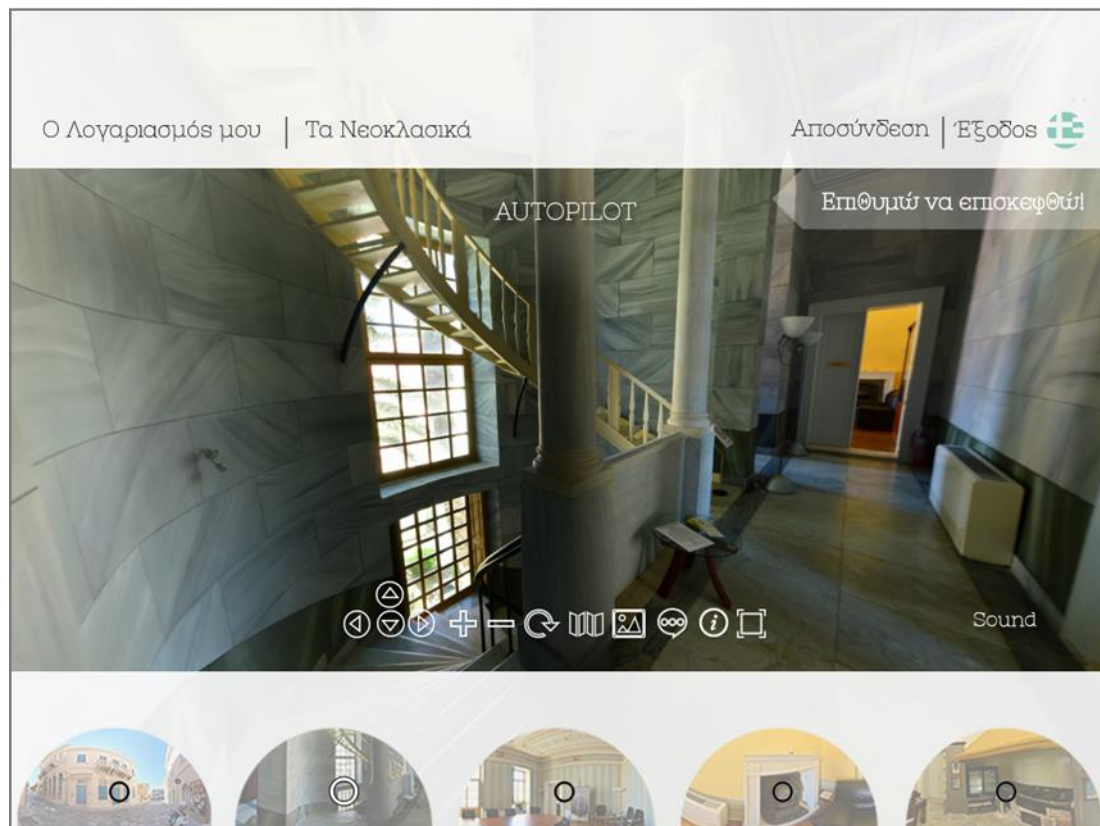 Ο Λογαριασμός μου | Τα Νεοκλασικά
Αποσύνδεση | Έξοδος
AUTOPILOT
Επιθυμώ να επισκεφθώ!
Sound